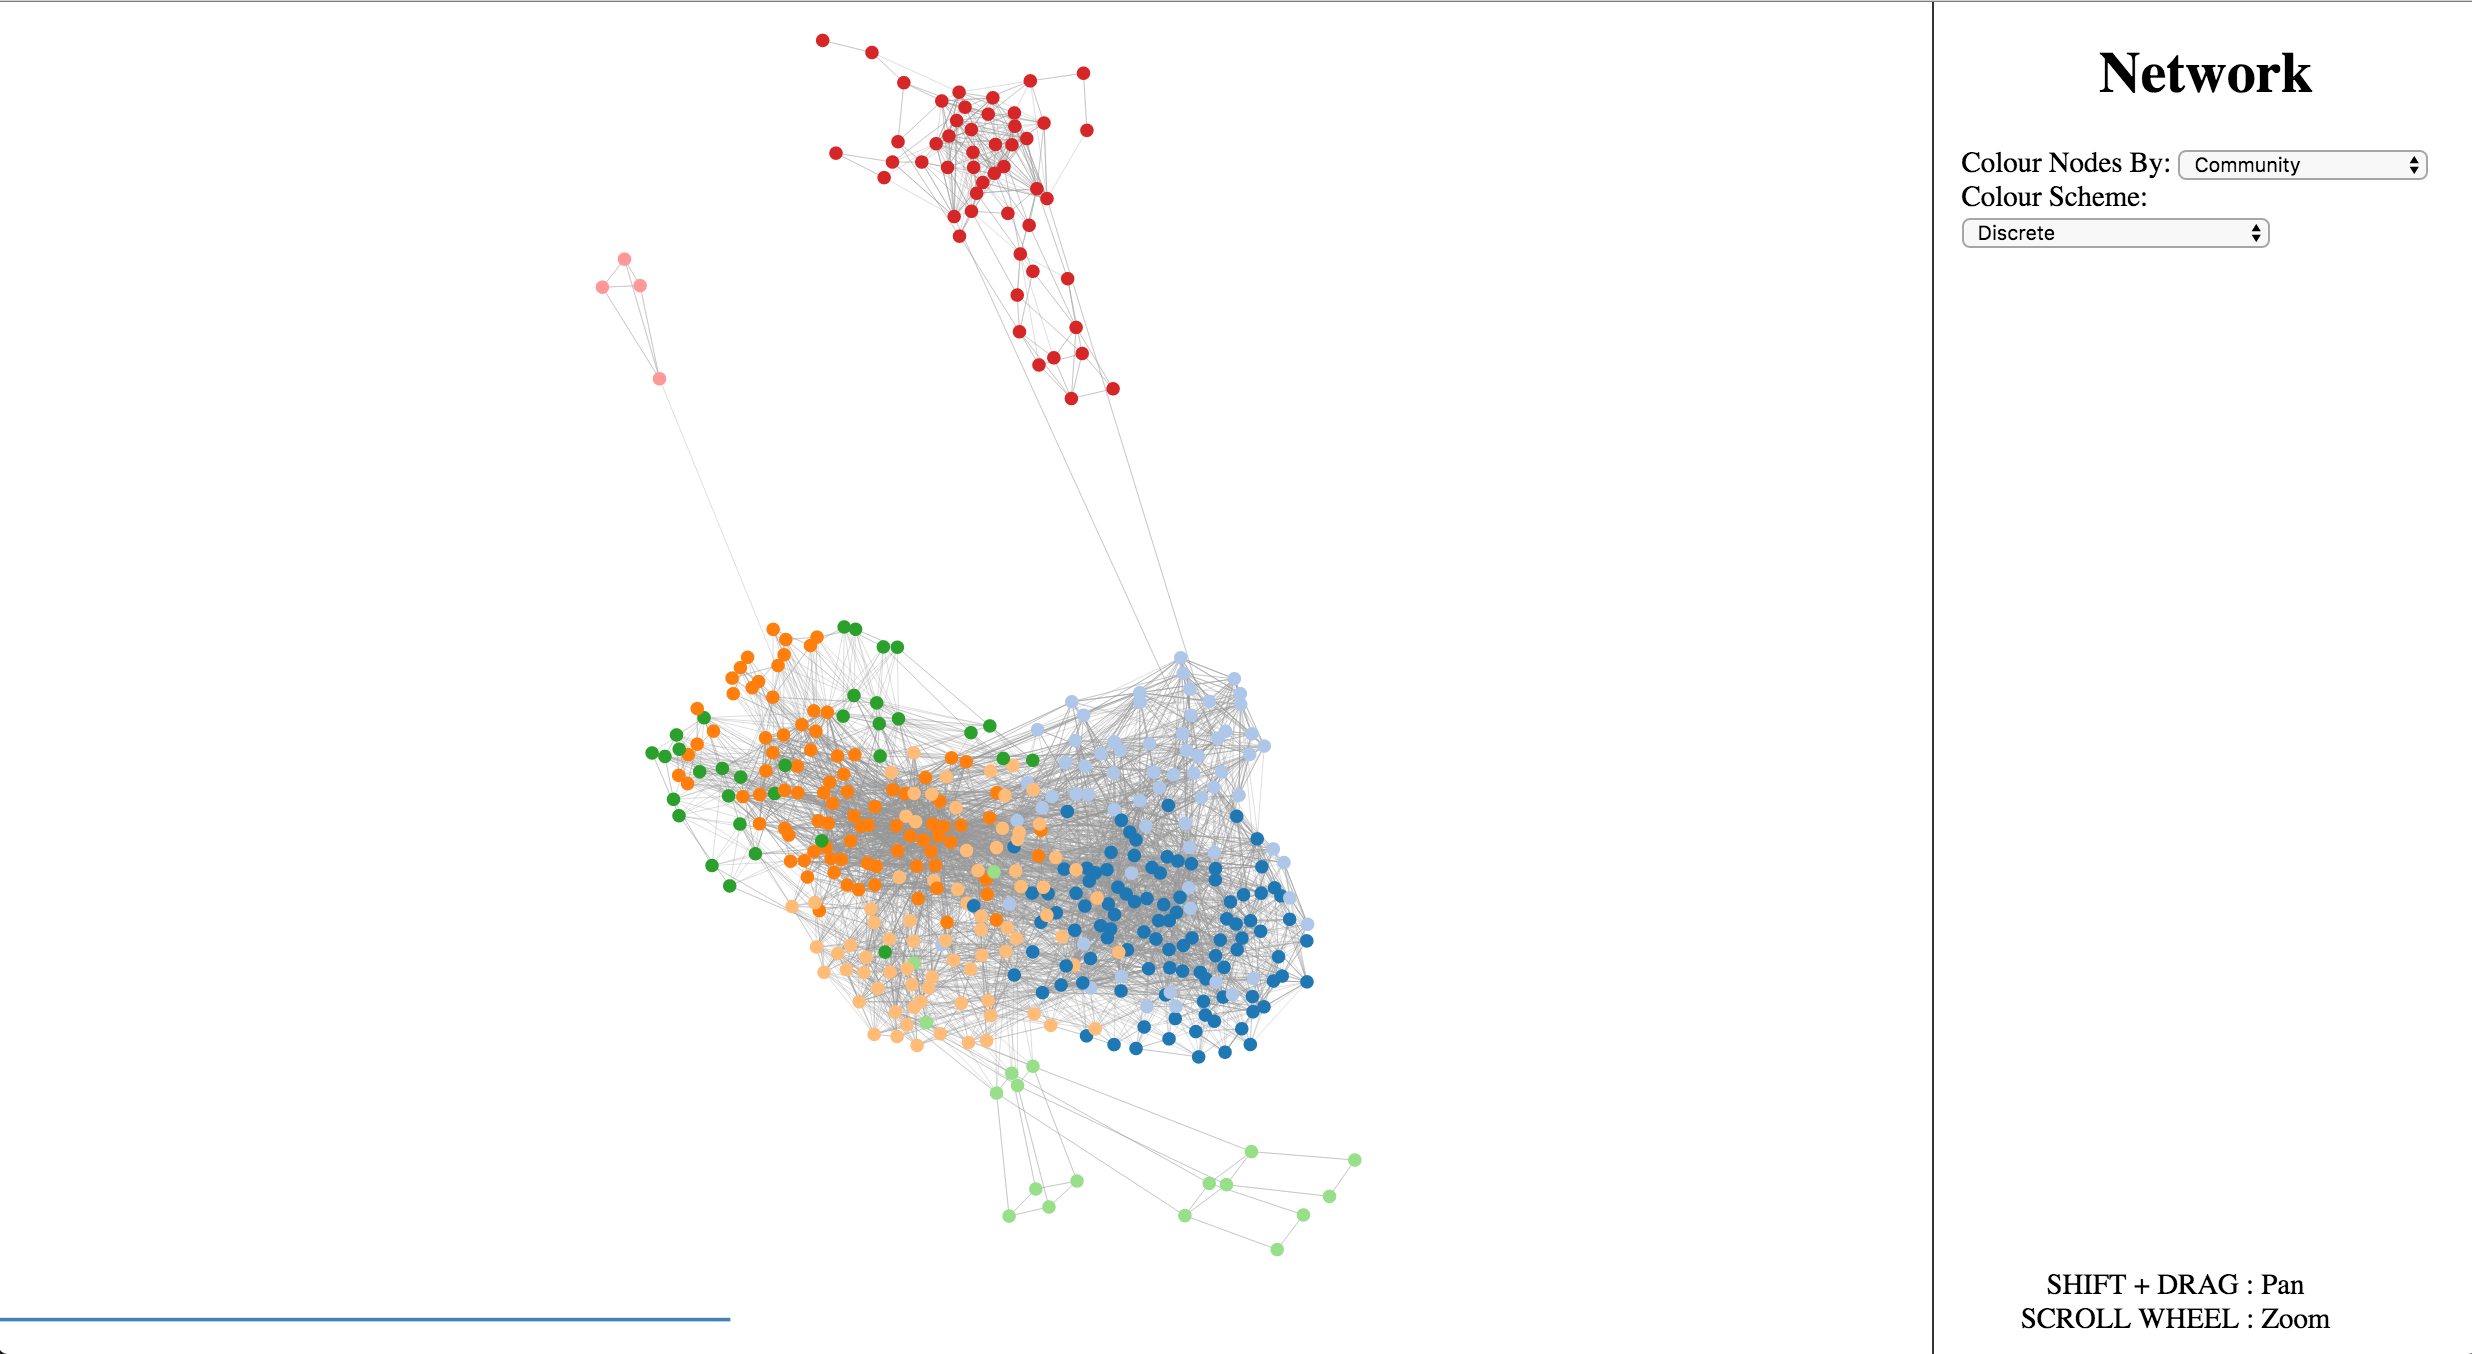 Network
Colour Nodes By: Community
Colour Scheme:
Discrete
SHIFT + DRAG : Pan
SCROLL WHEEL : Zoom